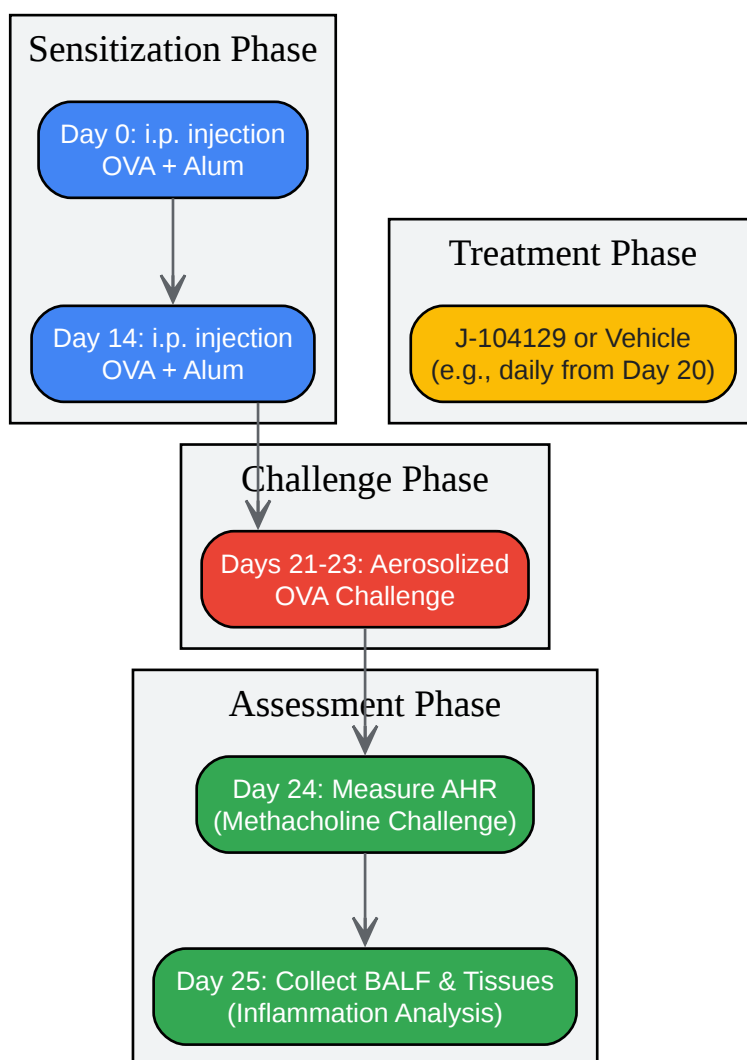 Sensitization Phase
Day 0: i.p. injection
OVA + Alum
Day 14: i.p. injection
OVA + Alum
Treatment Phase
J-104129 or Vehicle
(e.g., daily from Day 20)
Challenge Phase
Days 21-23: Aerosolized
OVA Challenge
Assessment Phase
Day 24: Measure AHR
(Methacholine Challenge)
Day 25: Collect BALF & Tissues
(Inflammation Analysis)